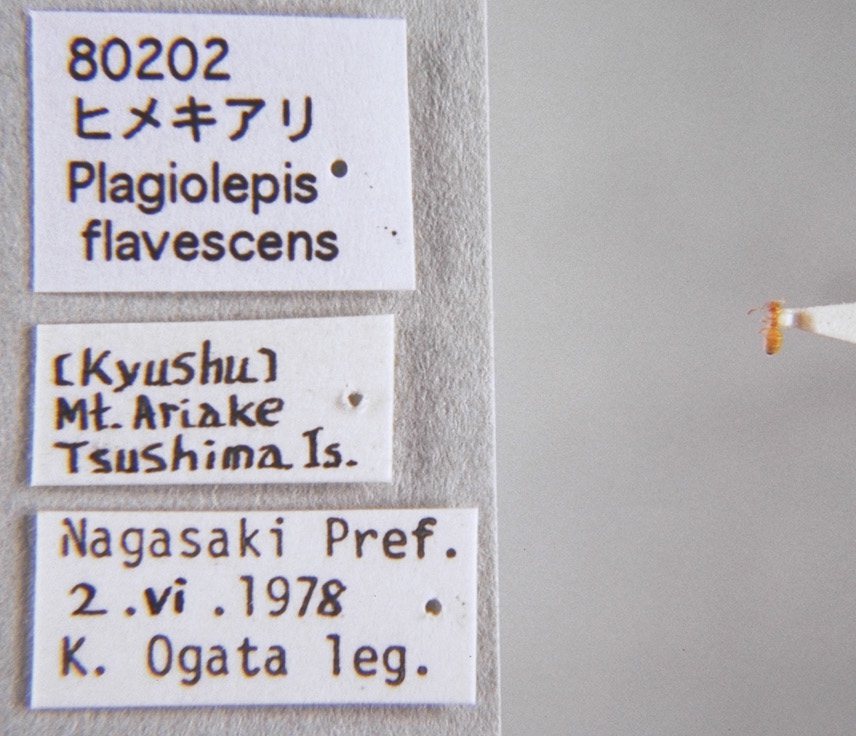 80202
ヒメキアリ
Plagiolepis
flavescens
[Kyushu]
Mt. Ariake
Tsushima Is.
Nagasaki Pref.
2.vi.1978
K. Ogata leg.